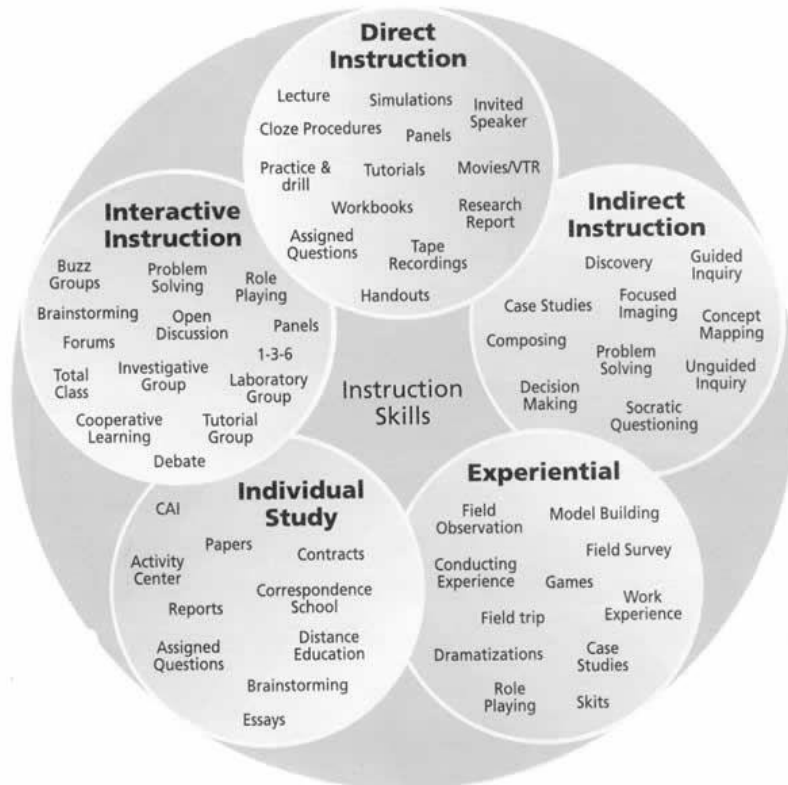 Direct
Instruction
Lecture
Simulations
Invited
Speaker
Cloze Procedures
Panels
Practice &
drill
Tutorials
Movies/VTR
Workbooks
Research
Report
Assigned
Questions
Tape
Recordings
Handouts
Interactive
Instruction
Buzz
Groups
Problem
Solving
Role
Playing
Brainstorming
Open
Discussion
Panels
Forums
1-3-6
Total
Class
Investigative
Group
Laboratory
Group
Cooperative
Learning
Tutorial
Group
Debate
Indirect
Instruction
Discovery
Guided
Inquiry
Case Studies
Focused
Imaging
Concept
Mapping
Composing
Problem
Solving
Unguided
Inquiry
Decision
Making
Socratic
Questioning
Instruction
Skills
Individual
Study
CAI
Papers
Contracts
Activity
Center
Correspondence
School
Reports
Assigned
Questions
Distance
Education
Brainstorming
Essays
Experiential
Field
Observation
Model Building
Field Survey
Conducting
Experience
Games
Work
Experience
Field trip
Dramatizations
Case
Studies
Role
Playing
Skits